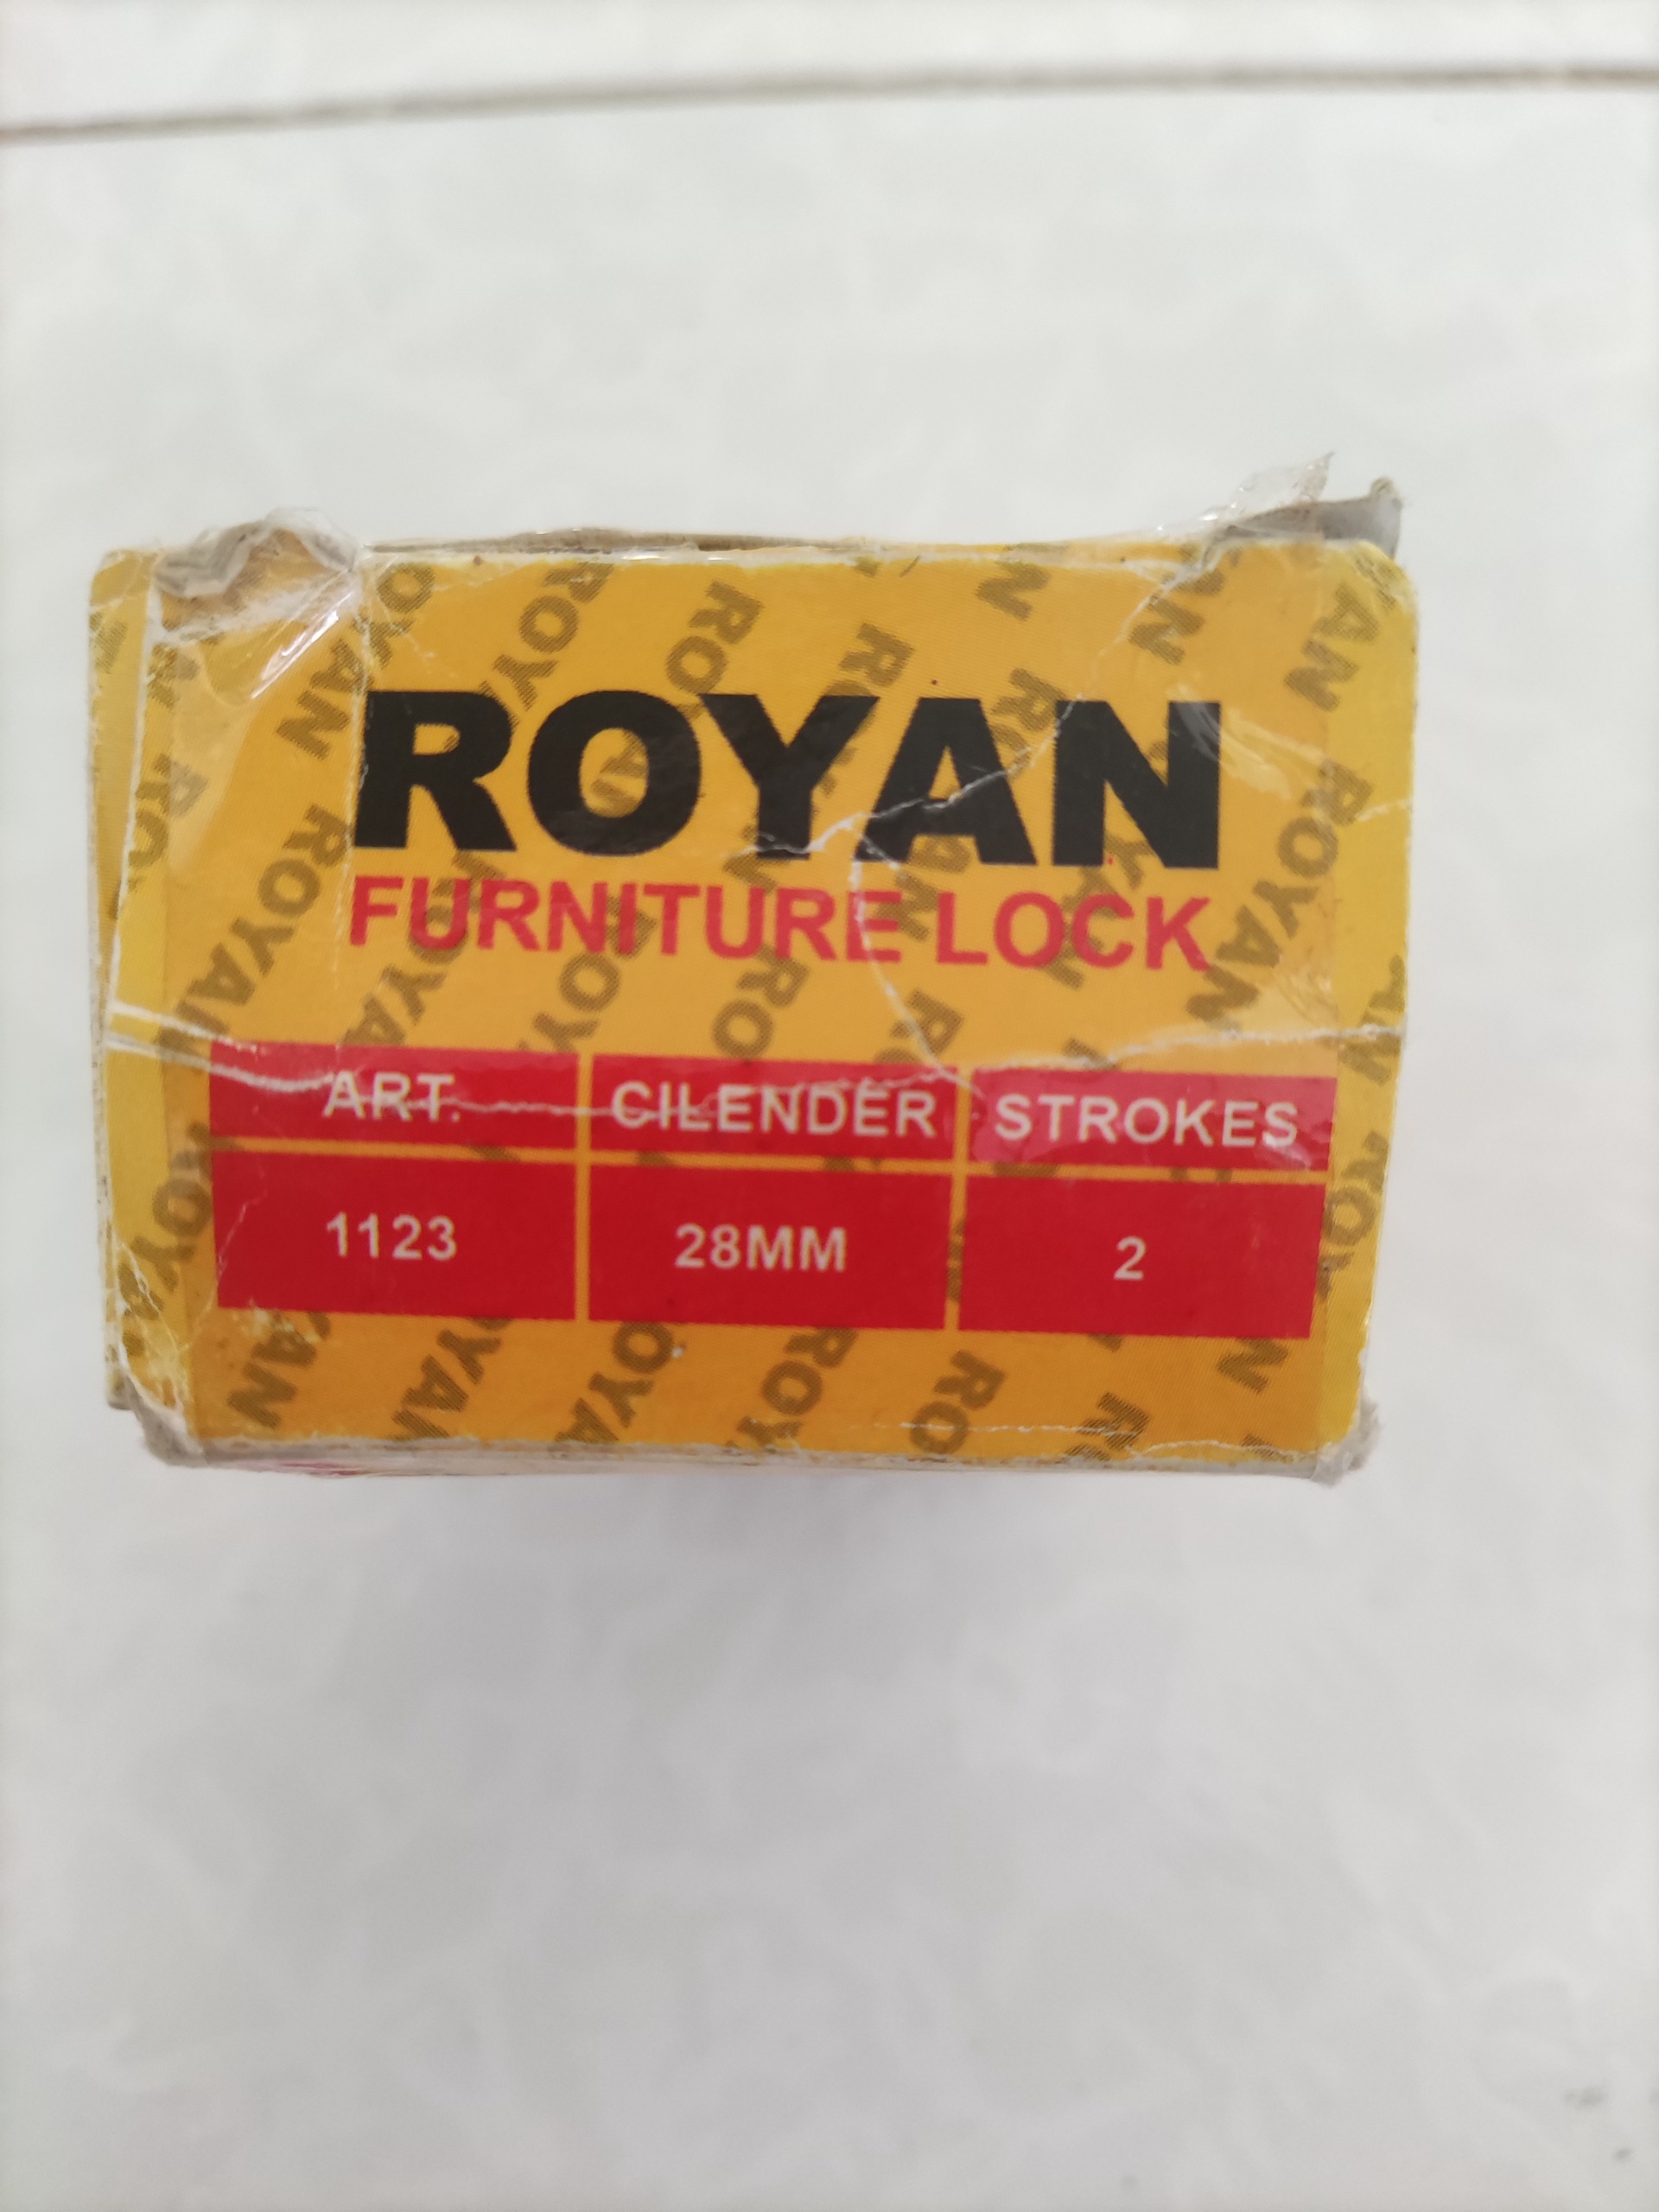 ROYAN
FURNITURE LOCK
ART. CILENDER STROKES
1123 28MM 2